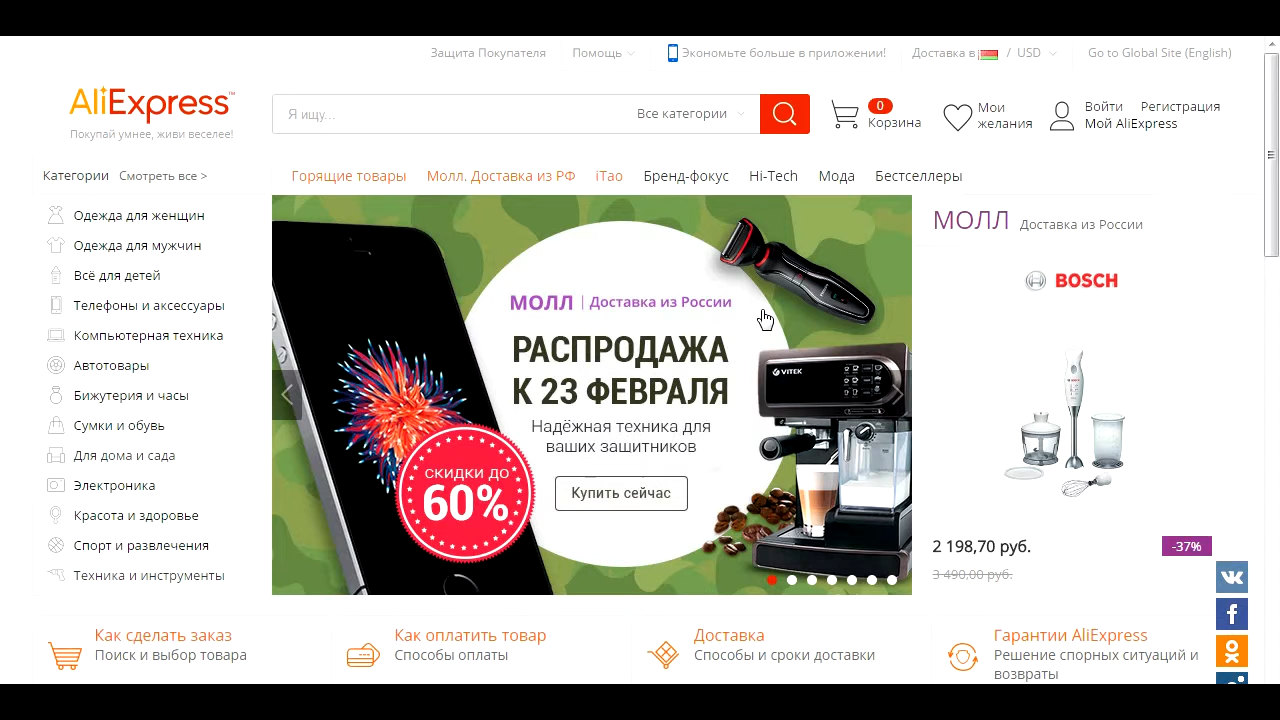 Защита Покупателя
Помощь
Экономьте больше в приложении!
Доставка в / USD
Go to Global Site (English)
AliExpress™
Покупай умнее, живи веселее!
Я ищу...
Все категории
0
Корзина
Мои
желания
Войти Регистрация
Мой AliExpress
Категории Смотреть все >
Горящие товары
Молл. Доставка из РФ
iTao
Бренд-фокус
Hi-Tech
Мода
Бестселлеры
Одежда для женщин
Одежда для мужчин
Всё для детей
Телефоны и аксессуары
Компьютерная техника
Автотовары
Бижутерия и часы
Сумки и обувь
Для дома и сада
Электроника
Красота и здоровье
Спорт и развлечения
Техника и инструменты
МОЛЛ | Доставка из России
РАСПРОДАЖА
К 23 ФЕВРАЛЯ
Надёжная техника для
ваших зашитников
Купить сейчас
СКИДКИ ДО
60%
VITEK
МОЛЛ Доставка из России
BOSCH
2 198,70 руб.
-37%
3 490,00 руб.
Как сделать заказ
Поиск и выбор товара
Как оплатить товар
Способы оплаты
Доставка
Способы и сроки доставки
Гарантии AliExpress
Решение спорных ситуаций и
возвраты